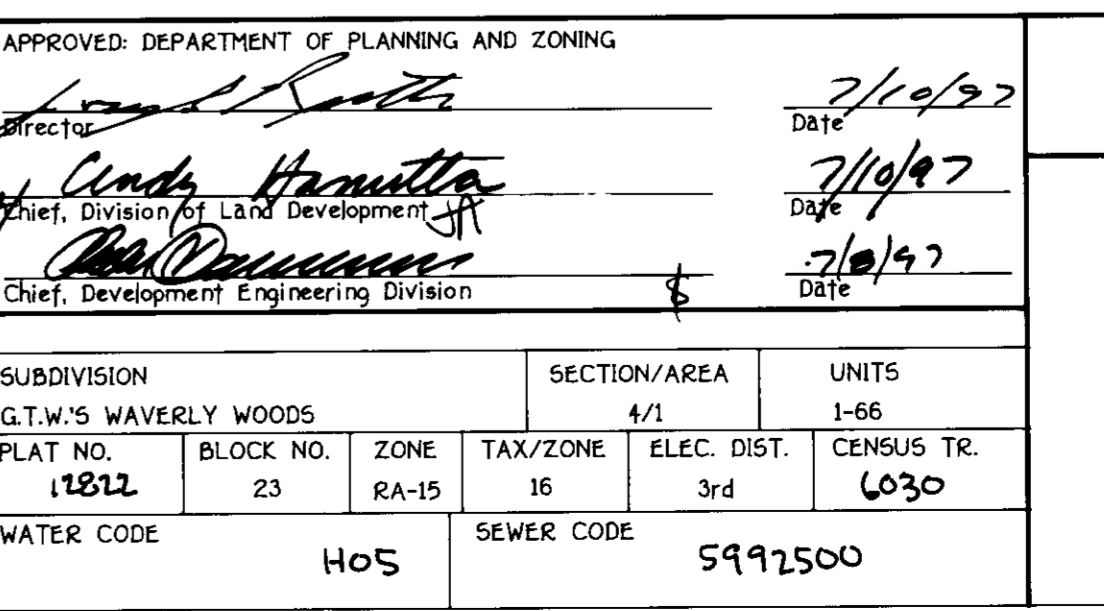 APPROVED: DEPARTMENT OF PLANNING AND ZONING
7/10/97
Director Date
Cindy Hamilton 7/10/97
Chief, Division of Land Development JA Date
7/8/97
Chief, Development Engineering Division $ Date
SUBDIVISION SECTION/AREA UNITS
G.T.W.'S WAVERLY WOODS 4/1 1-66
PLAT NO. BLOCK NO. ZONE TAX/ZONE ELEC. DIST. CENSUS TR.
12822 23 RA-15 16 3rd 6030
WATER CODE SEWER CODE
H05 5992500